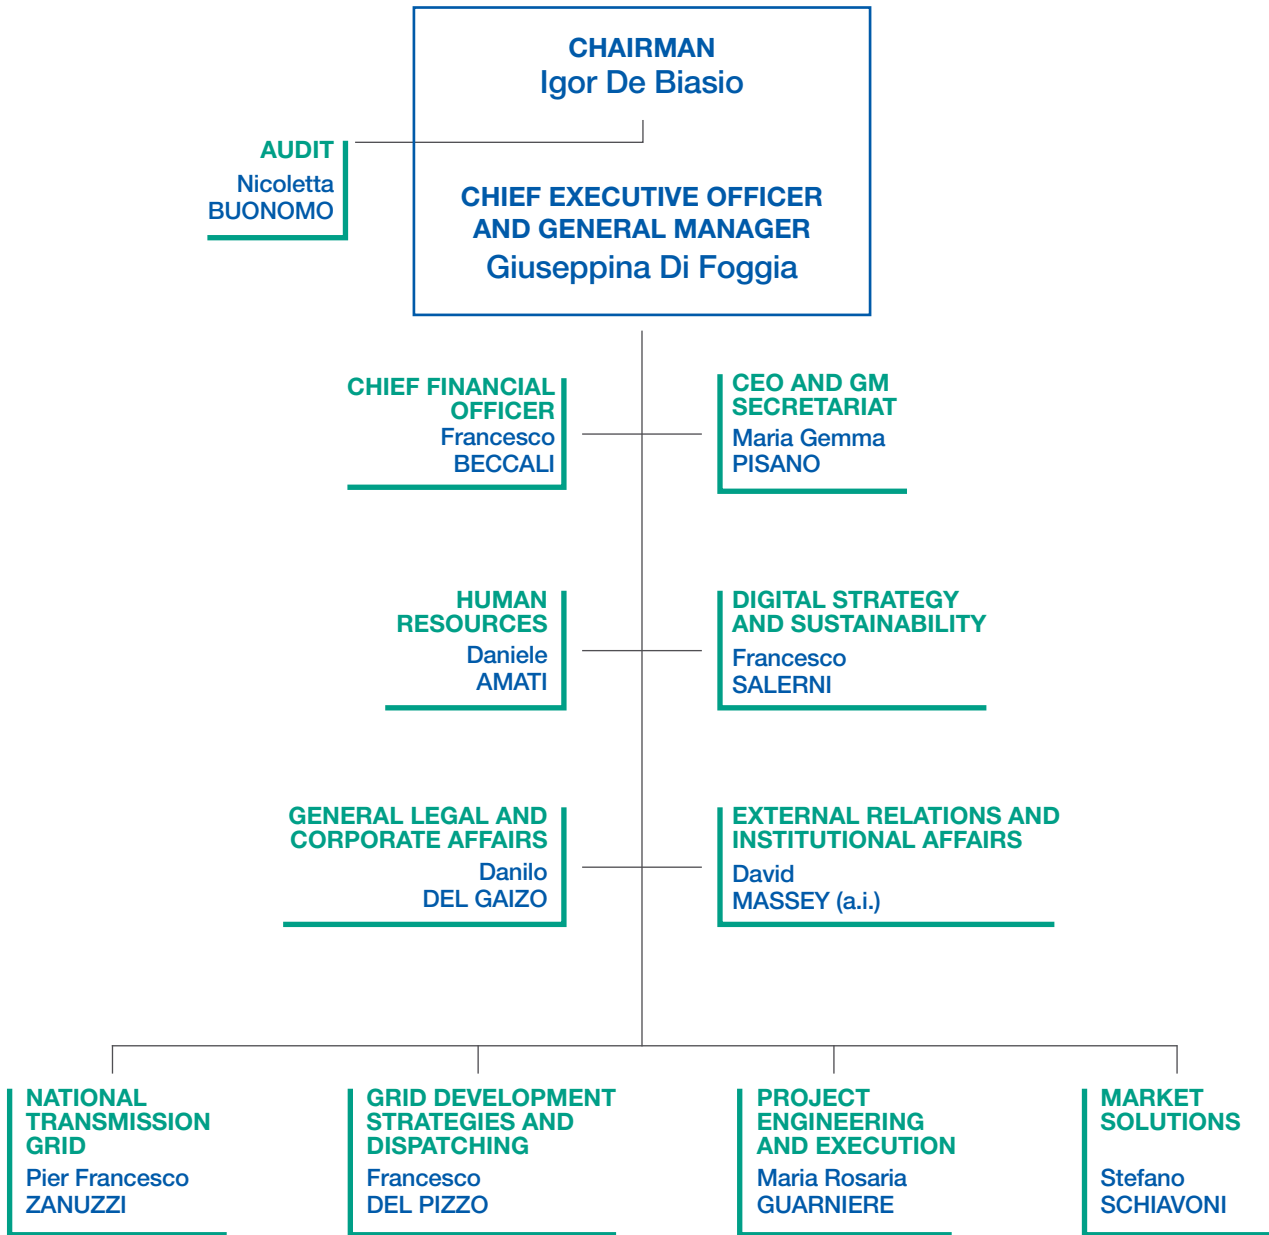 CHAIRMAN
Igor De Biasio
AUDIT
Nicoletta
BUONOMO
CHIEF EXECUTIVE OFFICER
AND GENERAL MANAGER
Giuseppina Di Foggia
CHIEF FINANCIAL
OFFICER
Francesco
BECCALI
CEO AND GM
SECRETARIAT
Maria Gemma
PISANO
HUMAN
RESOURCES
Daniele
AMATI
DIGITAL STRATEGY
AND SUSTAINABILITY
Francesco
SALERNI
GENERAL LEGAL AND
CORPORATE AFFAIRS
Danilo
DEL GAIZO
EXTERNAL RELATIONS AND
INSTITUTIONAL AFFAIRS
David
MASSEY (a.i.)
NATIONAL
TRANSMISSION
GRID
Pier Francesco
ZANUZZI
GRID DEVELOPMENT
STRATEGIES AND
DISPATCHING
Francesco
DEL PIZZO
PROJECT
ENGINEERING
AND EXECUTION
Maria Rosaria
GUARNIERE
MARKET
SOLUTIONS
Stefano
SCHIAVONI